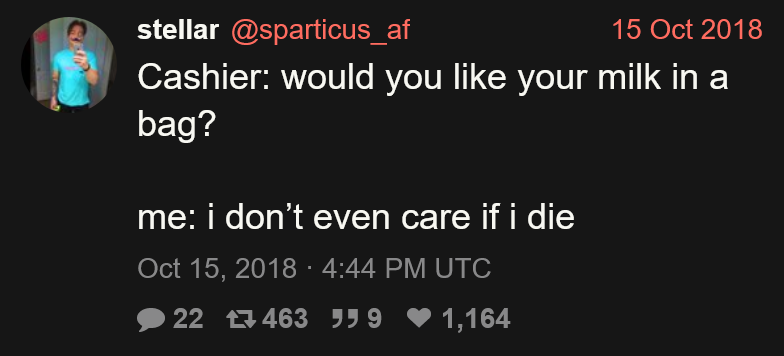 stellar @sparticus_af 15 Oct 2018
Cashier: would you like your milk in a
bag?
me: i don’t even care if i die
Oct 15, 2018 · 4:44 PM UTC
22 463 9 1,164